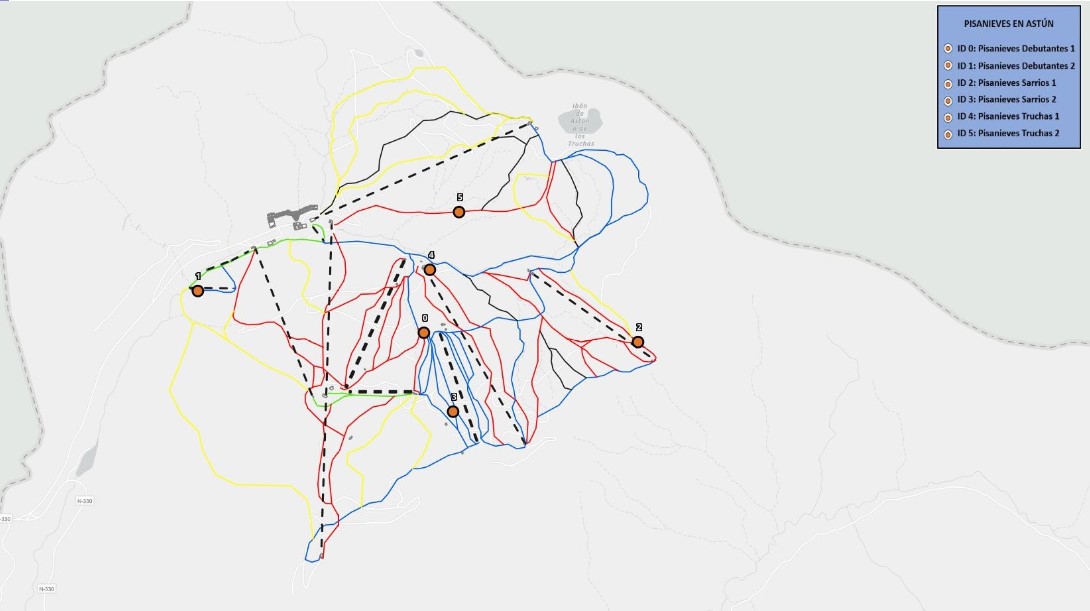 PISANIEVES EN ASTÚN
ID 0: Pisanieves Debutantes 1
ID 1: Pisanieves Debutantes 2
ID 2: Pisanieves Sarrios 1
ID 3: Pisanieves Sarrios 2
ID 4: Pisanieves Truchas 1
ID 5: Pisanieves Truchas 2
Ibón
de
Astún
o de
los
Truchas
5
4
1
0
2
3
N-330
-330
N-330